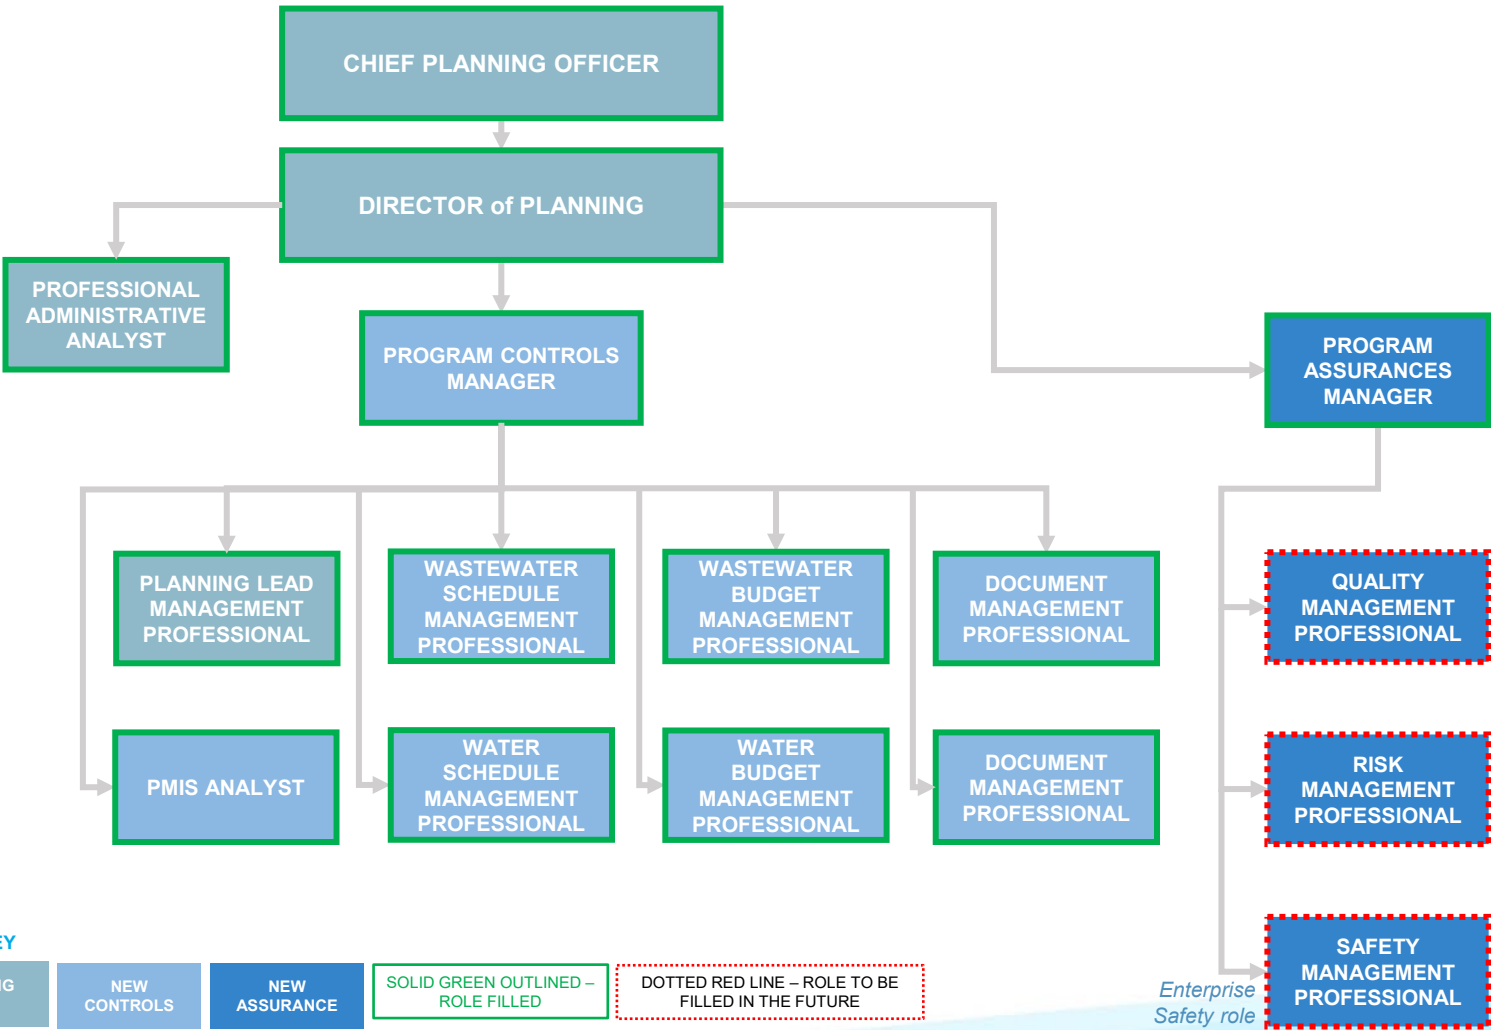 CHIEF PLANNING OFFICER
DIRECTOR of PLANNING
PROFESSIONAL
ADMINISTRATIVE
ANALYST
PROGRAM CONTROLS
MANAGER
PROGRAM
ASSURANCES
MANAGER
PLANNING LEAD
MANAGEMENT
PROFESSIONAL
WASTEWATER
SCHEDULE
MANAGEMENT
PROFESSIONAL
WASTEWATER
BUDGET
MANAGEMENT
PROFESSIONAL
DOCUMENT
MANAGEMENT
PROFESSIONAL
QUALITY
MANAGEMENT
PROFESSIONAL
PMIS ANALYST
WATER
SCHEDULE
MANAGEMENT
PROFESSIONAL
WATER
BUDGET
MANAGEMENT
PROFESSIONAL
DOCUMENT
MANAGEMENT
PROFESSIONAL
RISK
MANAGEMENT
PROFESSIONAL
SAFETY
MANAGEMENT
PROFESSIONAL
Enterprise
Safety role
NEW
CONTROLS
NEW
ASSURANCE
SOLID GREEN OUTLINED –
ROLE FILLED
DOTTED RED LINE – ROLE TO BE
FILLED IN THE FUTURE